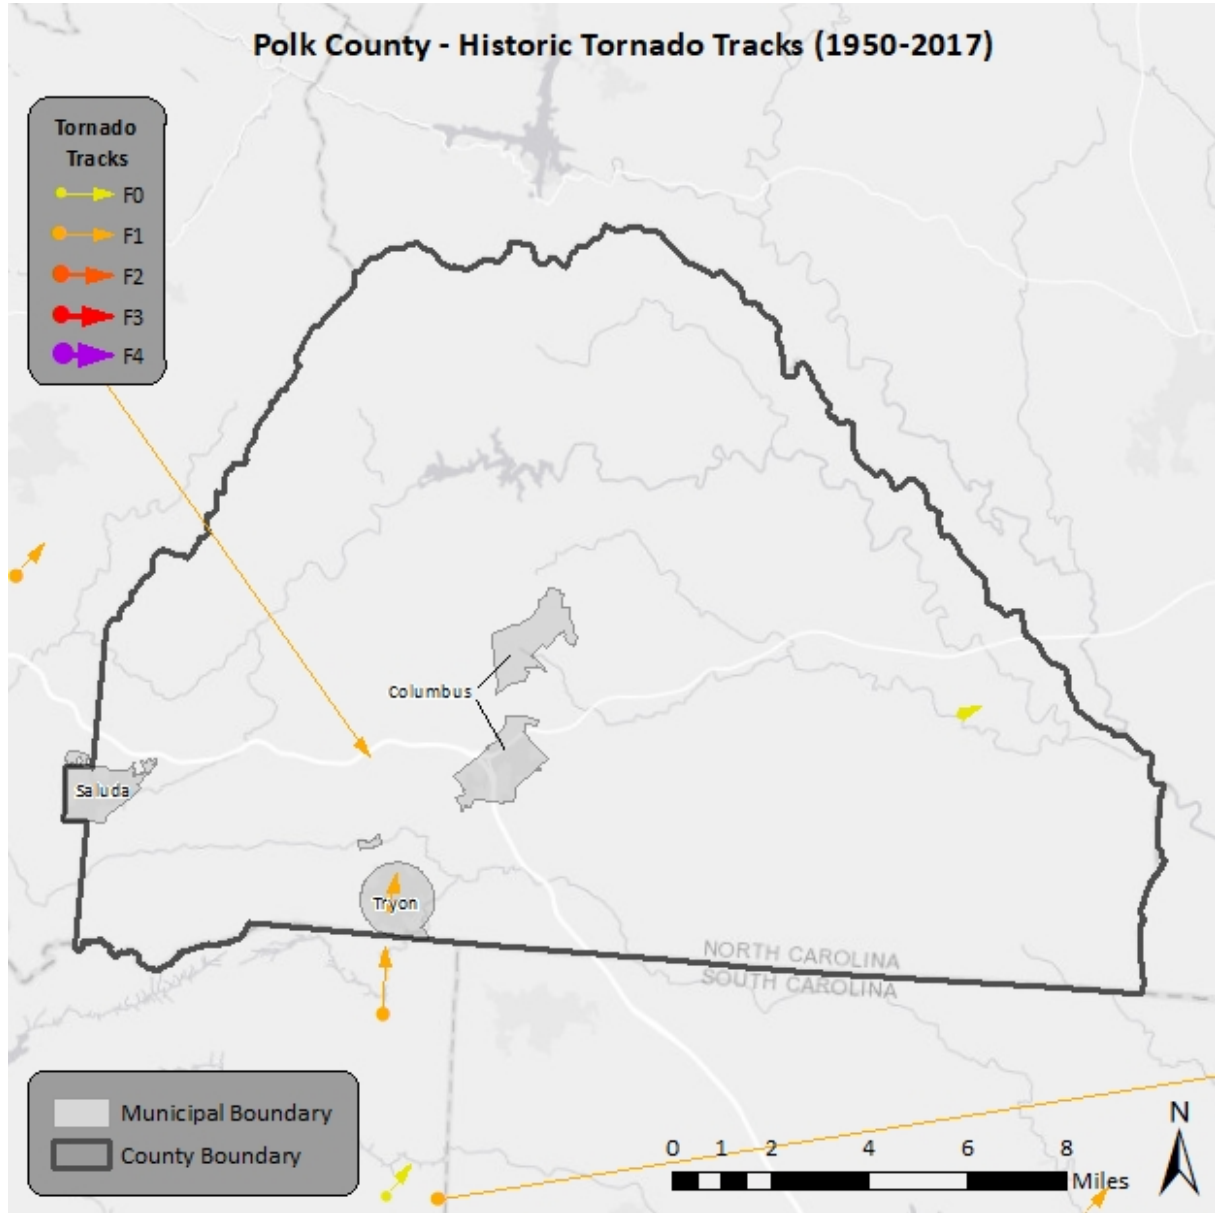 Polk County - Historic Tornado Tracks (1950-2017)
Tornado
Tracks
F0
F1
F2
F3
F4
Columbus
Saluda
Tryon
NORTH CAROLINA
SOUTH CAROLINA
Municipal Boundary
County Boundary
0 1 2 4 6 8
Miles
N